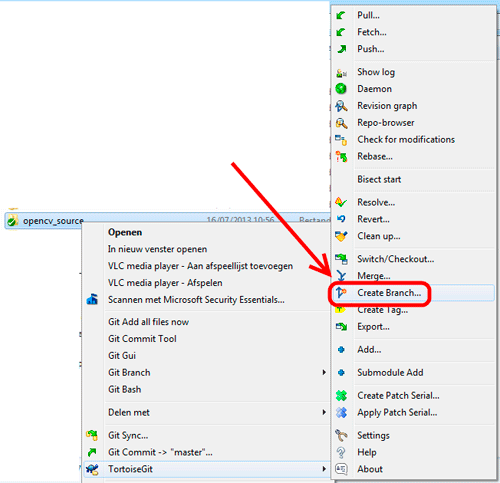 Pull...
Fetch...
Push...
Show log
Daemon
Revision graph
Repo-browser
Check for modifications
Rebase...
Bisect start
Resolve...
Revert...
Clean up...
Switch/Checkout...
Merge...
Create Branch...
Create Tag...
Export...
Add...
Submodule Add
Create Patch Serial...
Apply Patch Serial...
Settings
Help
About
opencv_source 16/07/2013 10:56 Bestand
Openen
In nieuw venster openen
VLC media player - Aan afspeellijst toevoegen
VLC media player - Afspelen
Scannen met Microsoft Security Essentials...
Git Add all files now
Git Commit Tool
Git Gui
Git Branch
Git Bash
Delen met
Git Sync...
Git Commit -> "master"...
TortoiseGit